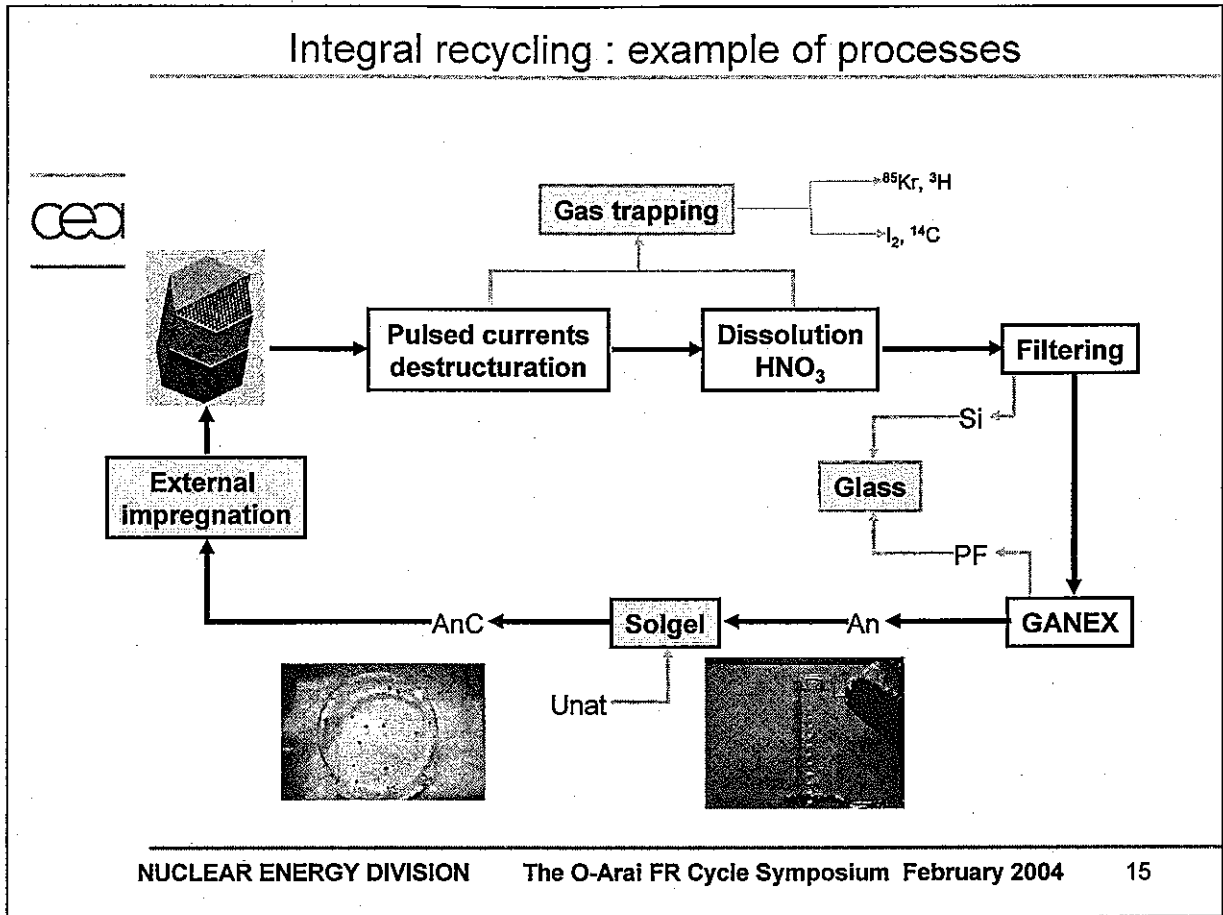 Integral recycling : example of processes
cea
Gas trapping
⁸⁵Kr, ³H
I₂, ¹⁴C
Pulsed currents
destructuration
Dissolution
HNO₃
Filtering
Si
Glass
PF
External
impregnation
AnC
Solgel
An
GANEX
Unat
NUCLEAR ENERGY DIVISION The O-Arai FR Cycle Symposium February 2004 15